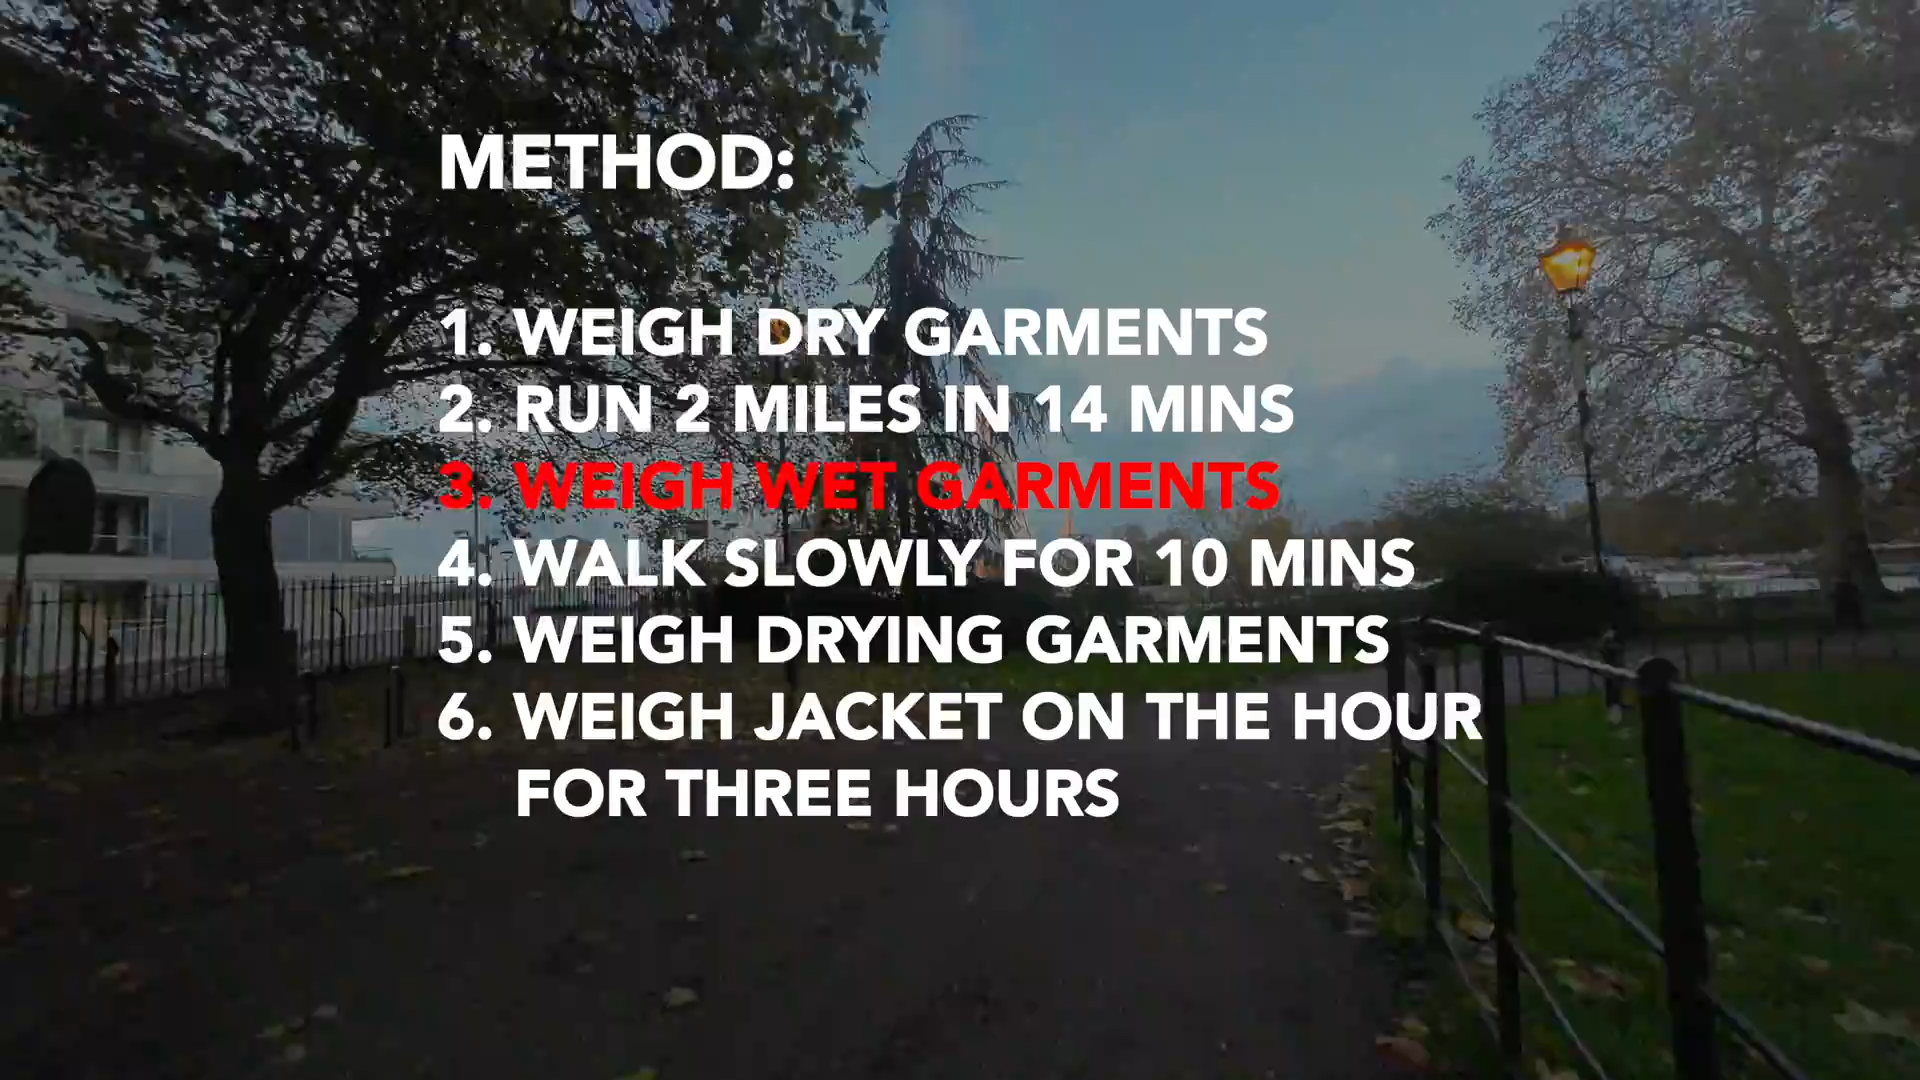 METHOD:
1. WEIGH DRY GARMENTS
2. RUN 2 MILES IN 14 MINS
3. WEIGH WET GARMENTS
4. WALK SLOWLY FOR 10 MINS
5. WEIGH DRYING GARMENTS
6. WEIGH JACKET ON THE HOUR
FOR THREE HOURS